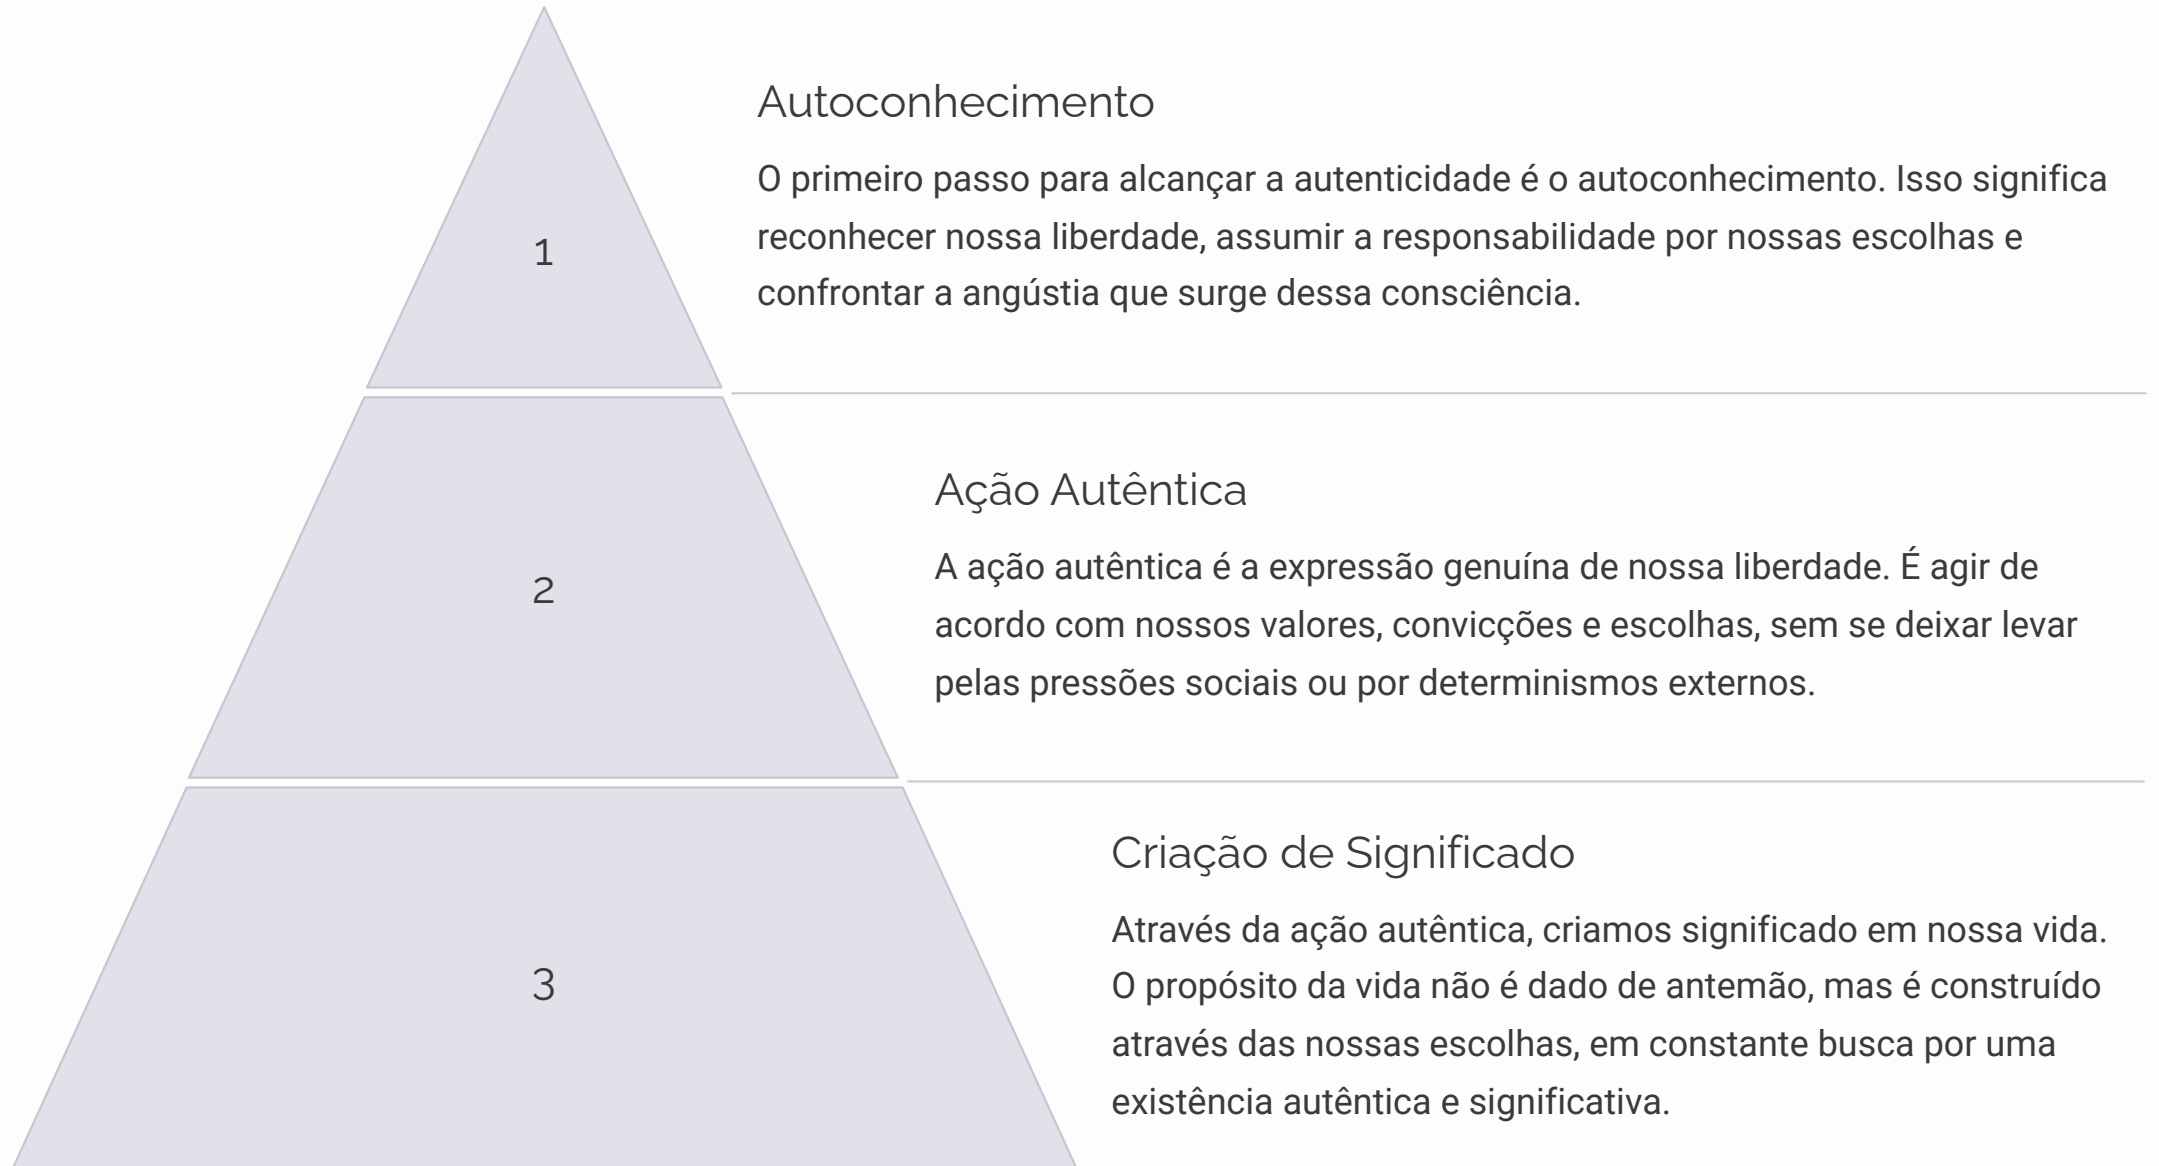 Autoconhecimento
O primeiro passo para alcançar a autenticidade é o autoconhecimento. Isso significa
reconhecer nossa liberdade, assumir a responsabilidade por nossas escolhas e
confrontar a angústia que surge dessa consciência.
1
Ação Autêntica
A ação autêntica é a expressão genuína de nossa liberdade. É agir de
acordo com nossos valores, convicções e escolhas, sem se deixar levar
pelas pressões sociais ou por determinismos externos.
2
Criação de Significado
Através da ação autêntica, criamos significado em nossa vida.
O propósito da vida não é dado de antemão, mas é construído
através das nossas escolhas, em constante busca por uma
existência autêntica e significativa.
3